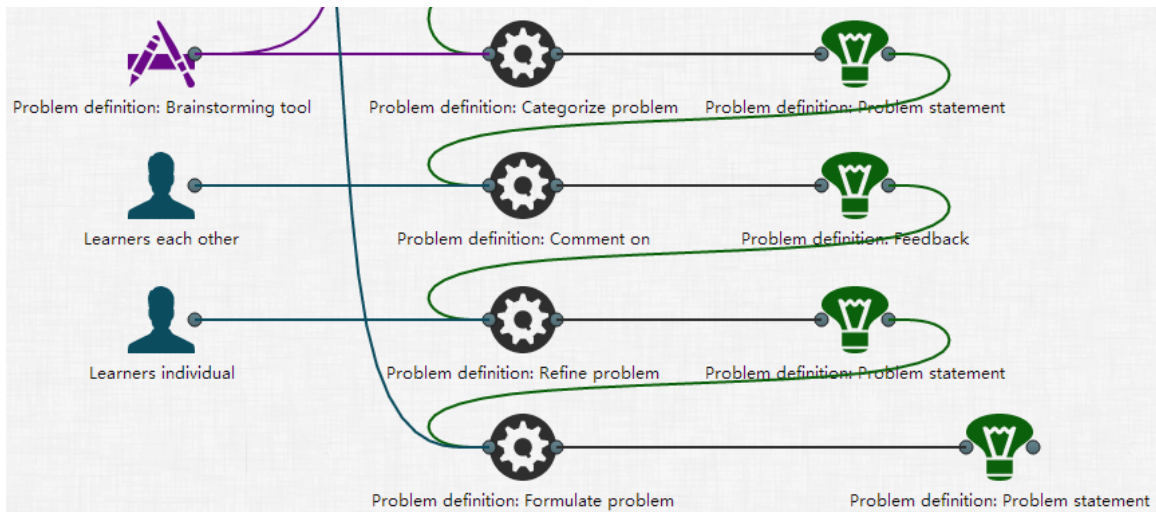 Problem definition: Brainstorming tool
Problem definition: Categorize problem
Problem definition: Problem statement
Learners each other
Problem definition: Comment on
Problem definition: Feedback
Learners individual
Problem definition: Refine problem
Problem definition: Problem statement
Problem definition: Formulate problem
Problem definition: Problem statement